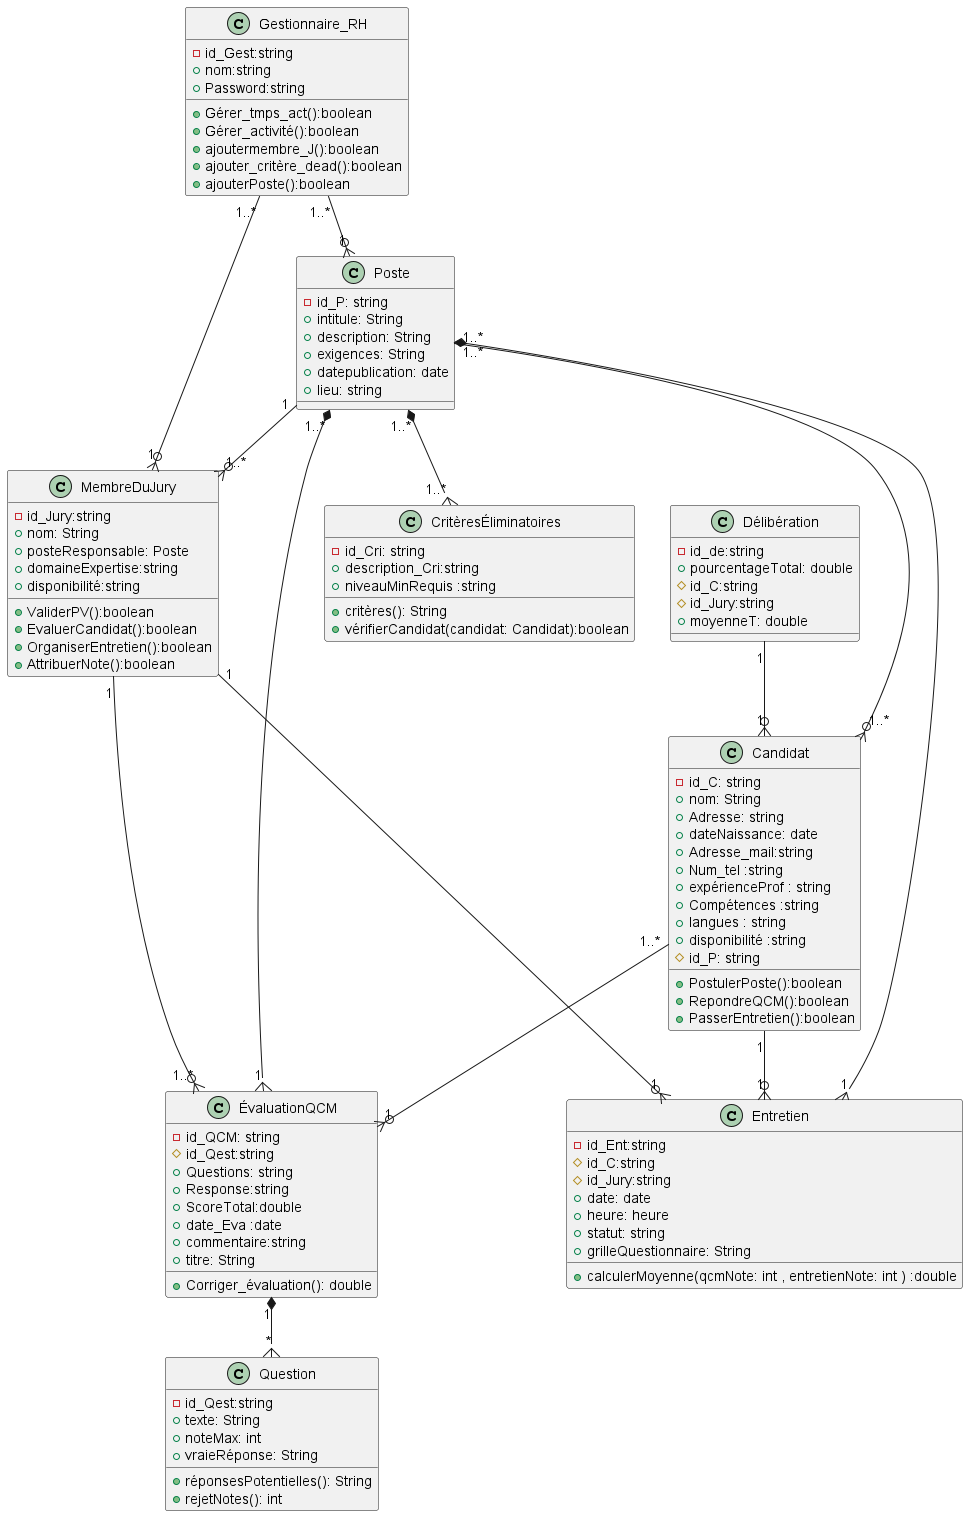 Gestionnaire_RH
id_Gest:string
nom:string
Password:string
Gérer_tmps_act():boolean
Gérer_activité():boolean
ajoutermembre_J():boolean
ajouter_critère_dead():boolean
ajouterPoste():boolean
1..*
1..*
1
Poste
id_P: string
intitule: String
description: String
exigences: String
datepublication: date
lieu: string
1..*
1..*
1
1..*
1..*
1
1..*
1..*
MembreDuJury
id_Jury:string
nom: String
posteResponsable: Poste
domaineExpertise:string
disponibilité:string
ValiderPV():boolean
EvaluerCandidat():boolean
OrganiserEntretien():boolean
AttribuerNote():boolean
CritèresÉliminatoires
id_Cri: string
description_Cri:string
niveauMinRequis :string
critères(): String
vérifierCandidat(candidat: Candidat):boolean
Délibération
id_de:string
pourcentageTotal: double
id_C:string
id_Jury:string
moyenneT: double
1
1
1
1
1..*
Candidat
id_C: string
nom: String
Adresse: string
dateNaissance: date
Adresse_mail:string
Num_tel :string
expérienceProf : string
Compétences :string
langues : string
disponibilité :string
id_P: string
PostulerPoste():boolean
RepondreQCM():boolean
PasserEntretien():boolean
1..*
1
1..*
1
1
1
1
1
ÉvaluationQCM
id_QCM: string
id_Qest:string
Questions: string
Response:string
ScoreTotal:double
date_Eva :date
commentaire:string
titre: String
Corriger_évaluation(): double
Entretien
id_Ent:string
id_C:string
id_Jury:string
date: date
heure: heure
statut: string
grilleQuestionnaire: String
calculerMoyenne(qcmNote: int , entretienNote: int ) :double
1
*
Question
id_Qest:string
texte: String
noteMax: int
vraieRéponse: String
réponsesPotentielles(): String
rejetNotes(): int